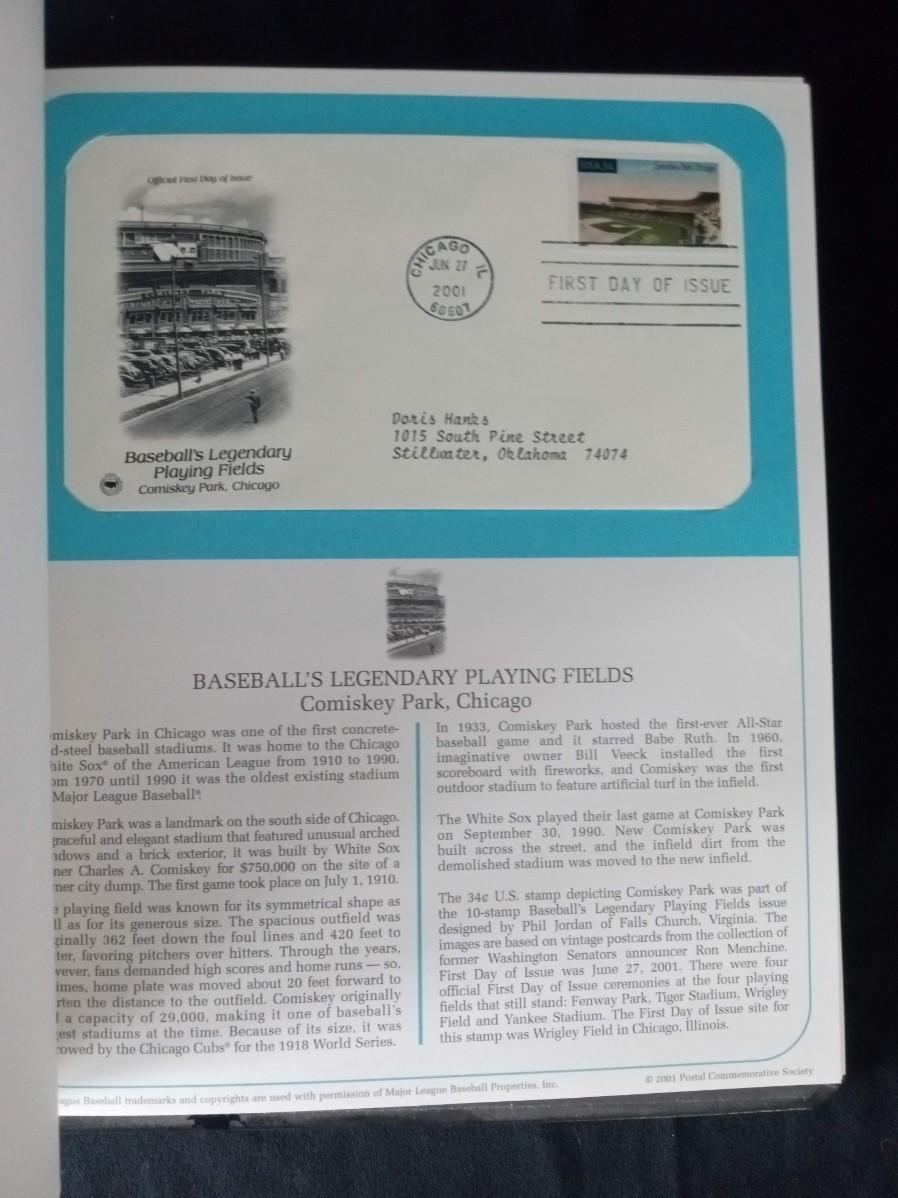 Official First Day of Issue
USA 34
Comiskey Park, Chicago
CHICAGO IL
JUN 27
2001
60607
FIRST DAY OF ISSUE
COMISKEY PARK
Doris Hanks
1015 South Pine Street
Stillwater, Oklahoma 74074
Baseball's Legendary
Playing Fields
Comiskey Park, Chicago
BASEBALL'S LEGENDARY PLAYING FIELDS
Comiskey Park, Chicago
miskey Park in Chicago was one of the first concrete-
d-steel baseball stadiums. It was home to the Chicago
hite Sox® of the American League from 1910 to 1990.
om 1970 until 1990 it was the oldest existing stadium
Major League Baseball®.
miskey Park was a landmark on the south side of Chicago.
graceful and elegant stadium that featured unusual arched
ndows and a brick exterior, it was built by White Sox
ner Charles A. Comiskey for $750,000 on the site of a
mer city dump. The first game took place on July 1, 1910.
e playing field was known for its symmetrical shape as
ll as for its generous size. The spacious outfield was
ginally 362 feet down the foul lines and 420 feet to
ter, favoring pitchers over hitters. Through the years,
wever, fans demanded high scores and home runs — so,
imes, home plate was moved about 20 feet forward to
rten the distance to the outfield. Comiskey originally
l a capacity of 29,000, making it one of baseball's
gest stadiums at the time. Because of its size, it was
rowed by the Chicago Cubs® for the 1918 World Series.
In 1933, Comiskey Park hosted the first-ever All-Star
baseball game and it starred Babe Ruth. In 1960,
imaginative owner Bill Veeck installed the first
scoreboard with fireworks, and Comiskey was the first
outdoor stadium to feature artificial turf in the infield.
The White Sox played their last game at Comiskey Park
on September 30, 1990. New Comiskey Park was
built across the street, and the infield dirt from the
demolished stadium was moved to the new infield.
The 34¢ U.S. stamp depicting Comiskey Park was part of
the 10-stamp Baseball's Legendary Playing Fields issue
designed by Phil Jordan of Falls Church, Virginia. The
images are based on vintage postcards from the collection of
former Washington Senators announcer Ron Menchine.
First Day of Issue was June 27, 2001. There were four
official First Day of Issue ceremonies at the four playing
fields that still stand: Fenway Park, Tiger Stadium, Wrigley
Field and Yankee Stadium. The First Day of Issue site for
this stamp was Wrigley Field in Chicago, Illinois.
ague Baseball trademarks and copyrights are used with permission of Major League Baseball Properties, Inc.
© 2001 Postal Commemorative Society